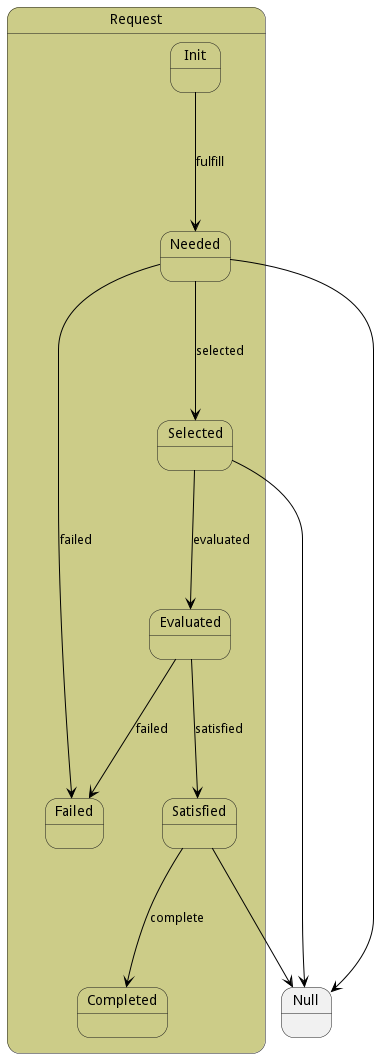 Request
Init
fulfill
Needed
selected
Selected
failed
evaluated
Evaluated
failed
satisfied
Failed
Satisfied
complete
Completed
Null